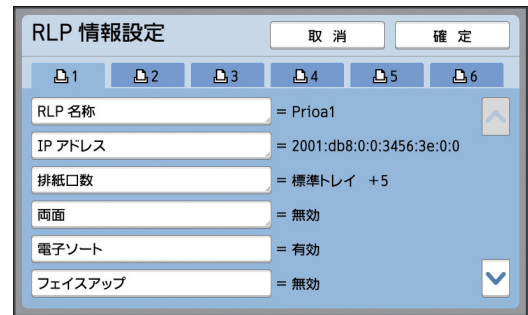 RLP 情報設定
取 消
確 定
1
2
3
4
5
6
RLP 名称 = Prioa1
IP アドレス = 2001:db8:0:0:3456:3e:0:0
排紙口数 = 標準トレイ +5
両面 = 無効
電子ソート = 有効
フェイスアップ = 無効